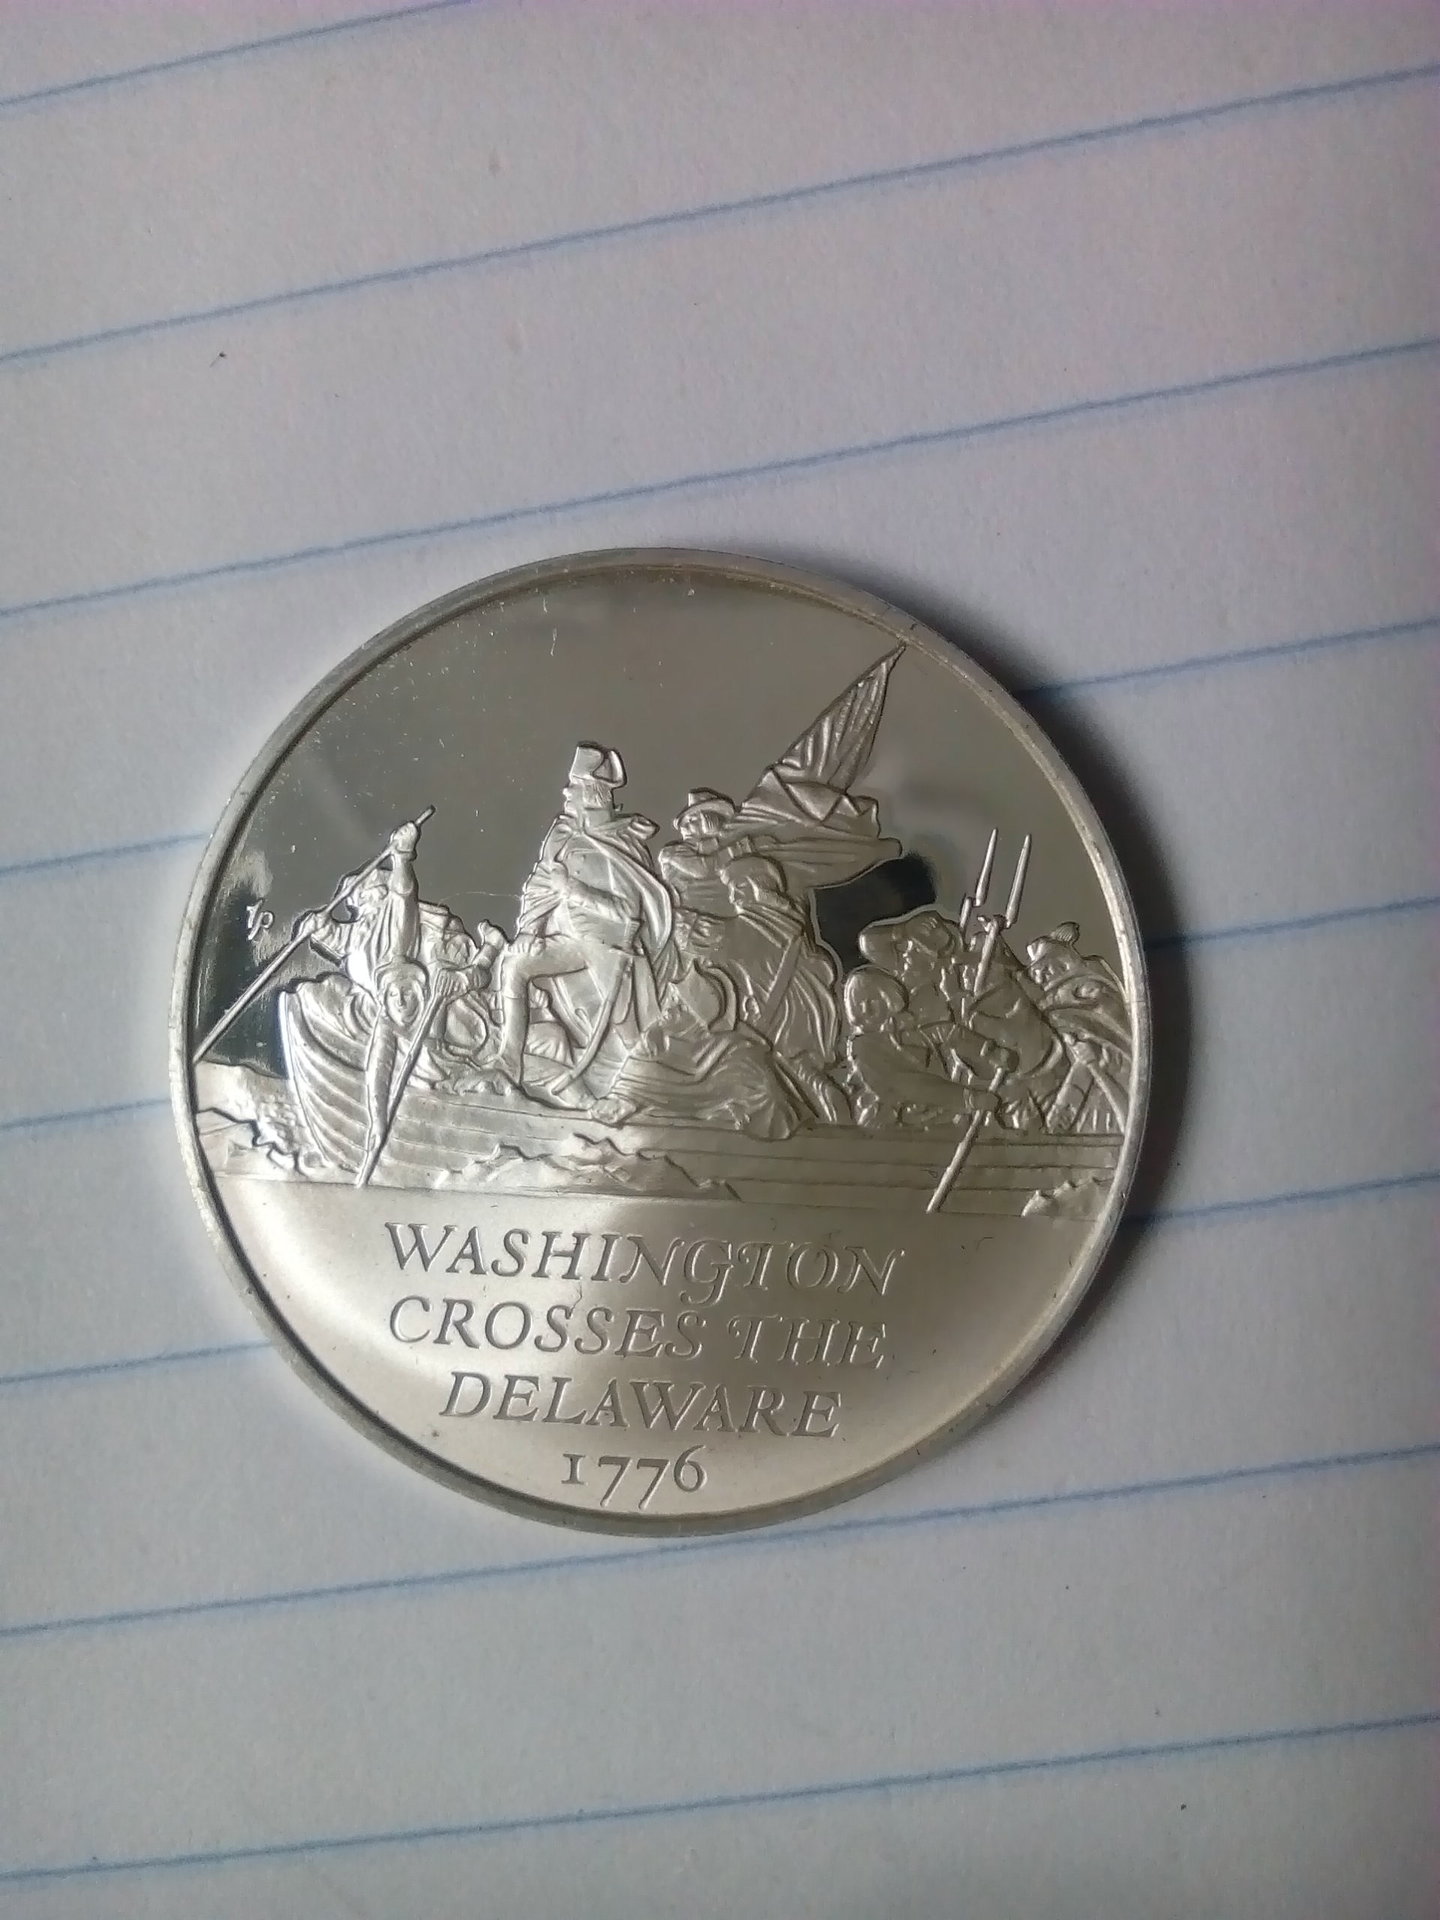 WASHINGTON
CROSSES THE
DELAWARE
1776